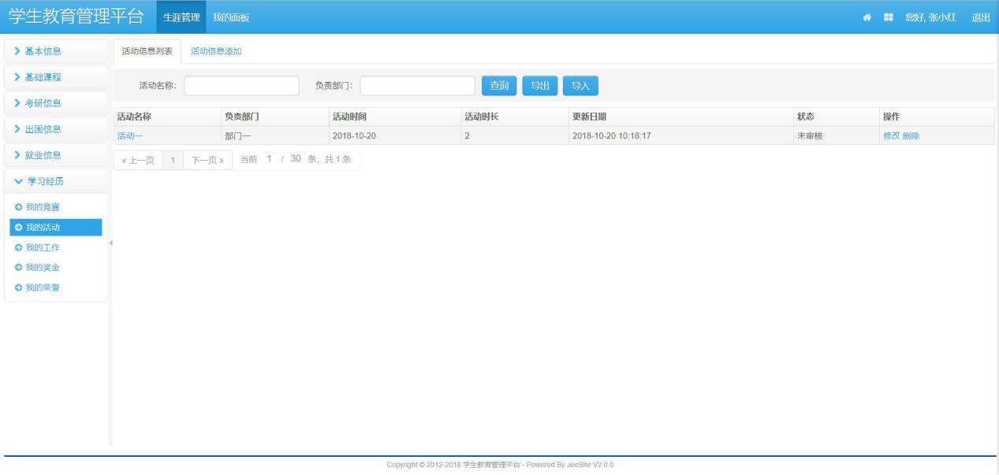 学生教育管理平台 生涯管理 我的面板 您好, 张小红 退出
基本信息
基础课程
考研信息
出国信息
就业信息
学习经历
我的竞赛
我的活动
我的工作
我的奖金
我的荣誉
活动信息列表 活动信息添加
活动名称: 负责部门: 查询 导出 导入
活动名称 负责部门 活动时间 活动时长 更新日期 状态 操作
活动一 部门一 2018-10-20 2 2018-10-20 10:18:17 未审核 修改 删除
« 上一页 1 下一页 » 当前 1 / 30 条, 共 1 条
Copyright © 2012-2018 学生教育管理平台 - Powered By JeeSite V2.0.0